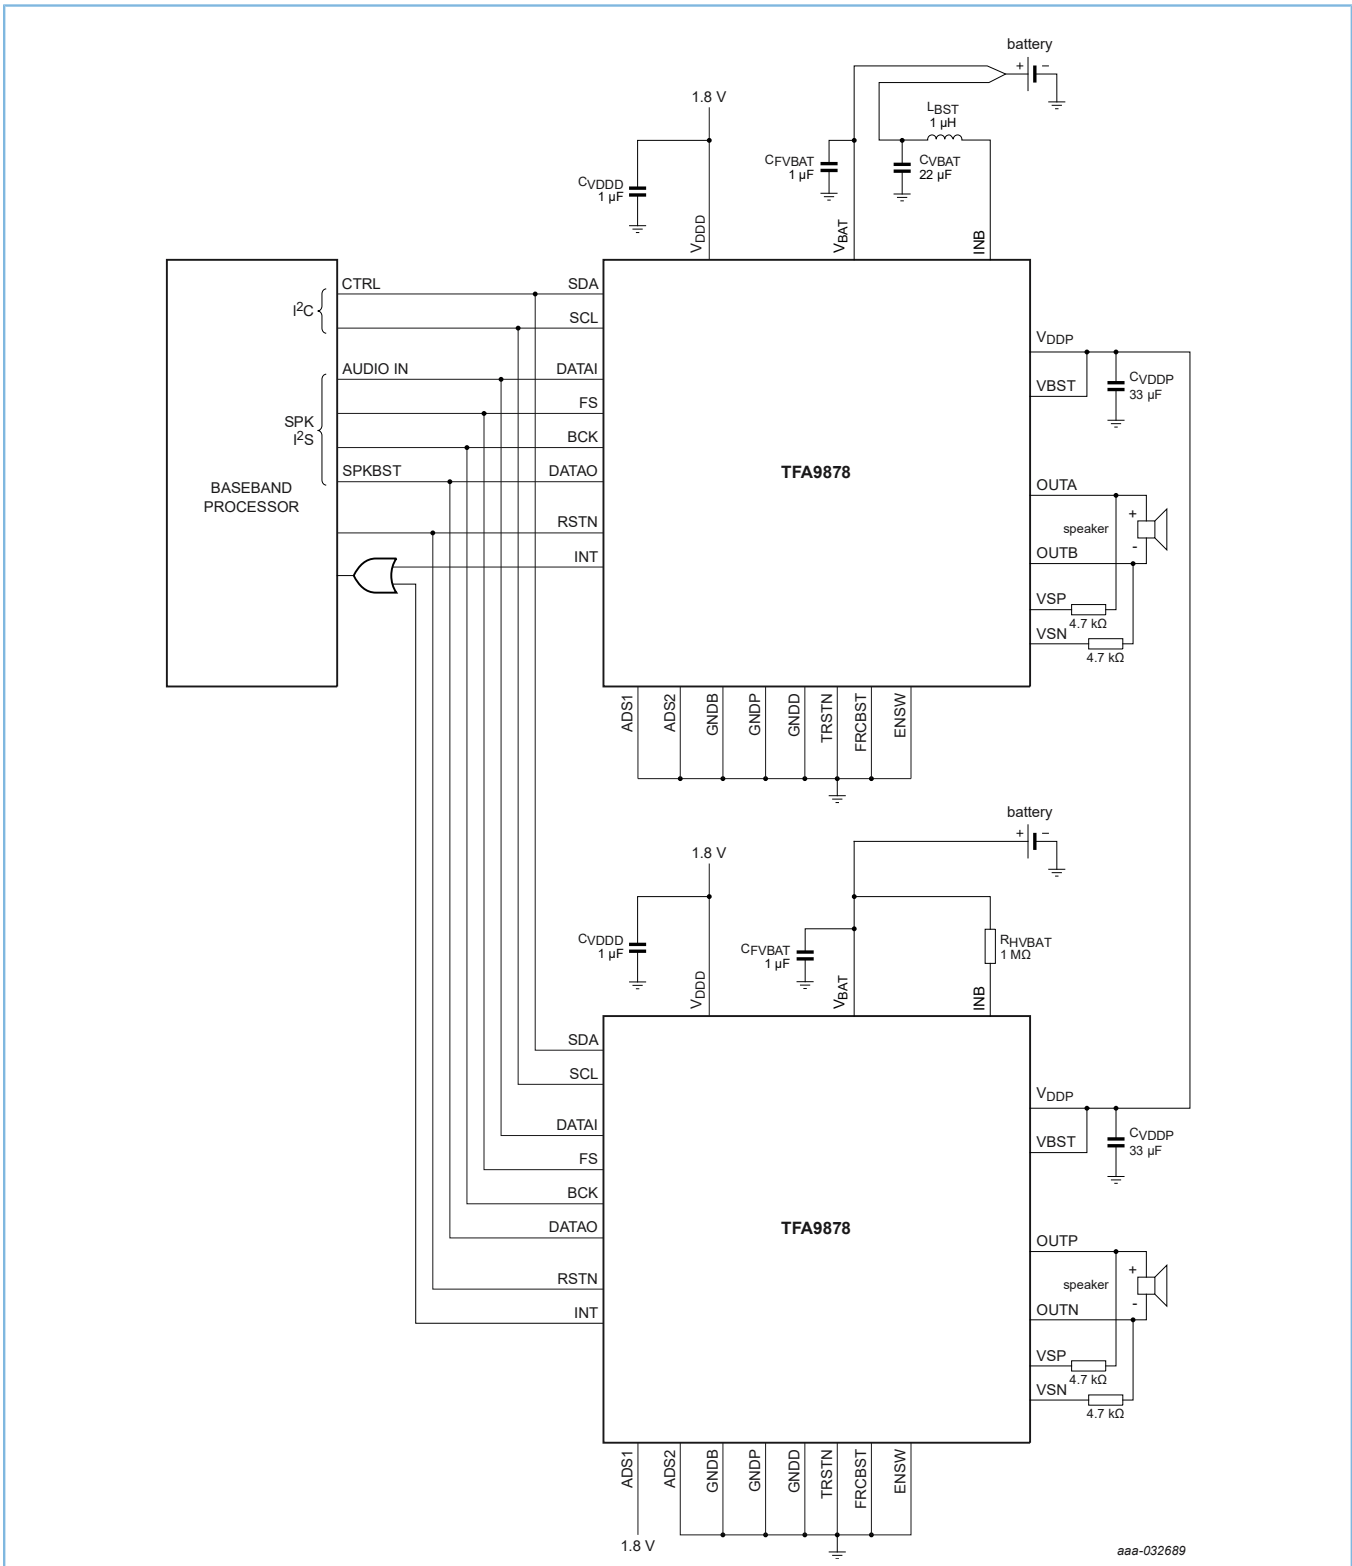 battery
+ −
1.8 V
LBST
1 µH
CFVBAT
1 µF
CVBAT
22 µF
CVDDD
1 µF
VDDD
VBAT
INB
CTRL
SDA
I2C
SCL
AUDIO IN
DATAI
FS
SPK
I2S
BCK
SPKBST
DATAO
BASEBAND
PROCESSOR
RSTN
INT
TFA9878
VDDP
VBST
CVDDP
33 µF
OUTA
+
speaker
-
OUTB
VSP
4.7 kΩ
VSN
4.7 kΩ
ADS1
ADS2
GNDB
GNDP
GNDD
TRSTN
FRCBST
ENSW
battery
+ −
1.8 V
CVDDD
1 µF
CFVBAT
1 µF
RHVBAT
1 MΩ
VDDD
VBAT
INB
SDA
SCL
DATAI
FS
BCK
DATAO
RSTN
INT
TFA9878
VDDP
VBST
CVDDP
33 µF
OUTP
+
speaker
-
OUTN
VSP
4.7 kΩ
VSN
4.7 kΩ
ADS1
ADS2
GNDB
GNDP
GNDD
TRSTN
FRCBST
ENSW
1.8 V
aaa-032689